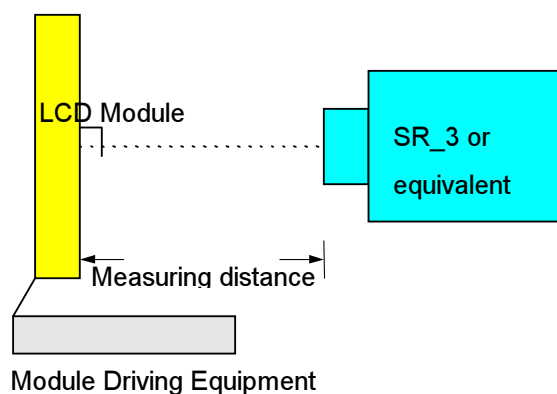 LCD Module
SR_3 or
equivalent
Measuring distance
Module Driving Equipment